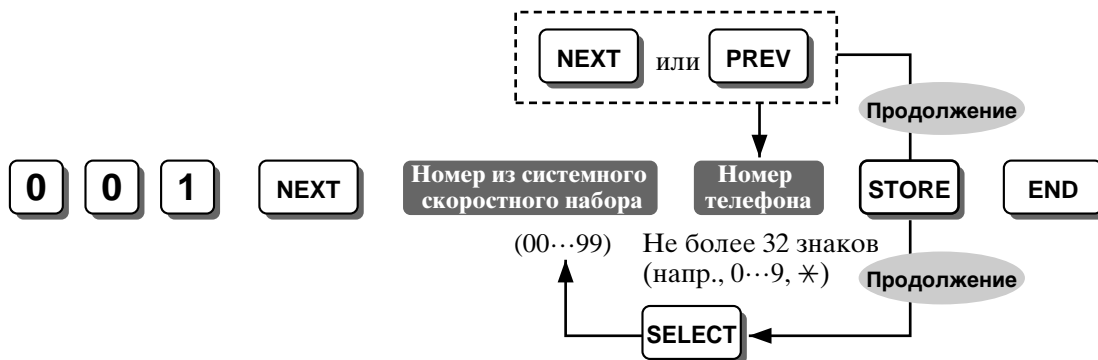 NEXT или PREV
Продолжение
0 0 1 NEXT
Номер из системного
скоростного набора
Номер
телефона
STORE
END
(00···99)
Не более 32 знаков
(напр., 0···9, ✳)
Продолжение
SELECT